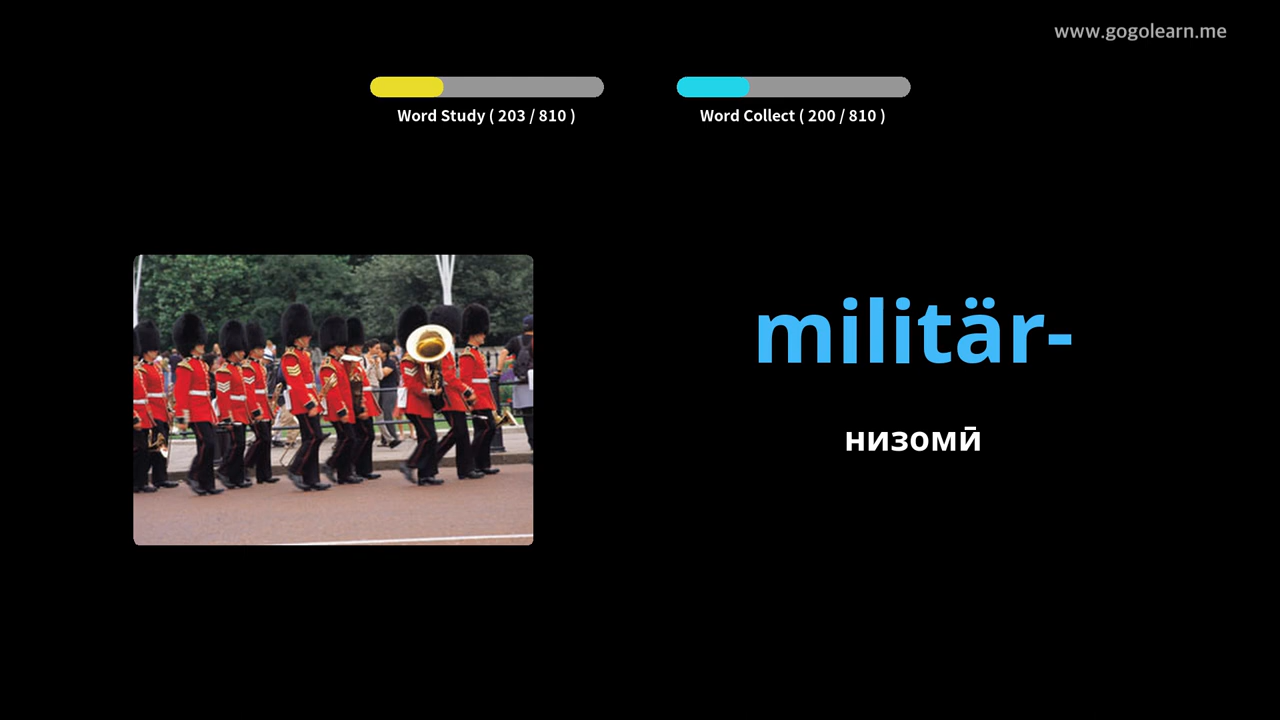 www.gogolearn.me
Word Study ( 203 / 810 )
Word Collect ( 200 / 810 )
militär-
низомӣ